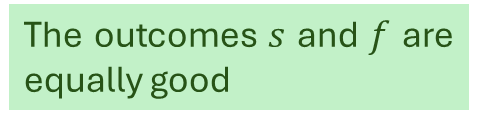 The outcomes s and f are
equally good